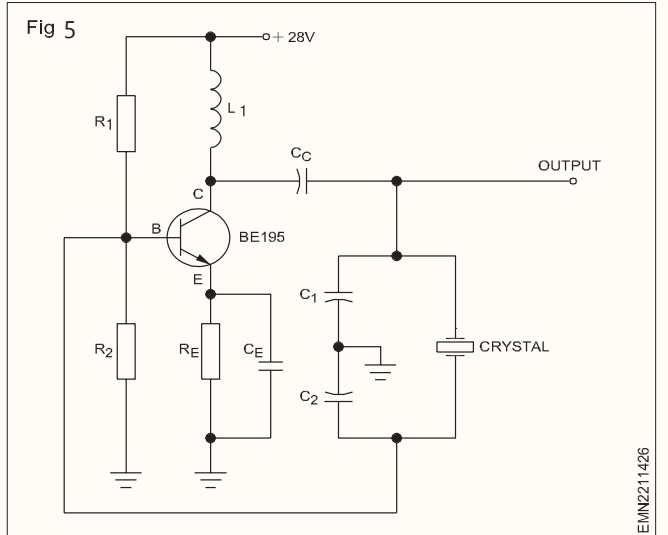 Fig 5
+ 28V
R1
L1
CC
OUTPUT
C
B
BE195
E
C1
R2
RE
CE
CRYSTAL
C2
EMN2211426